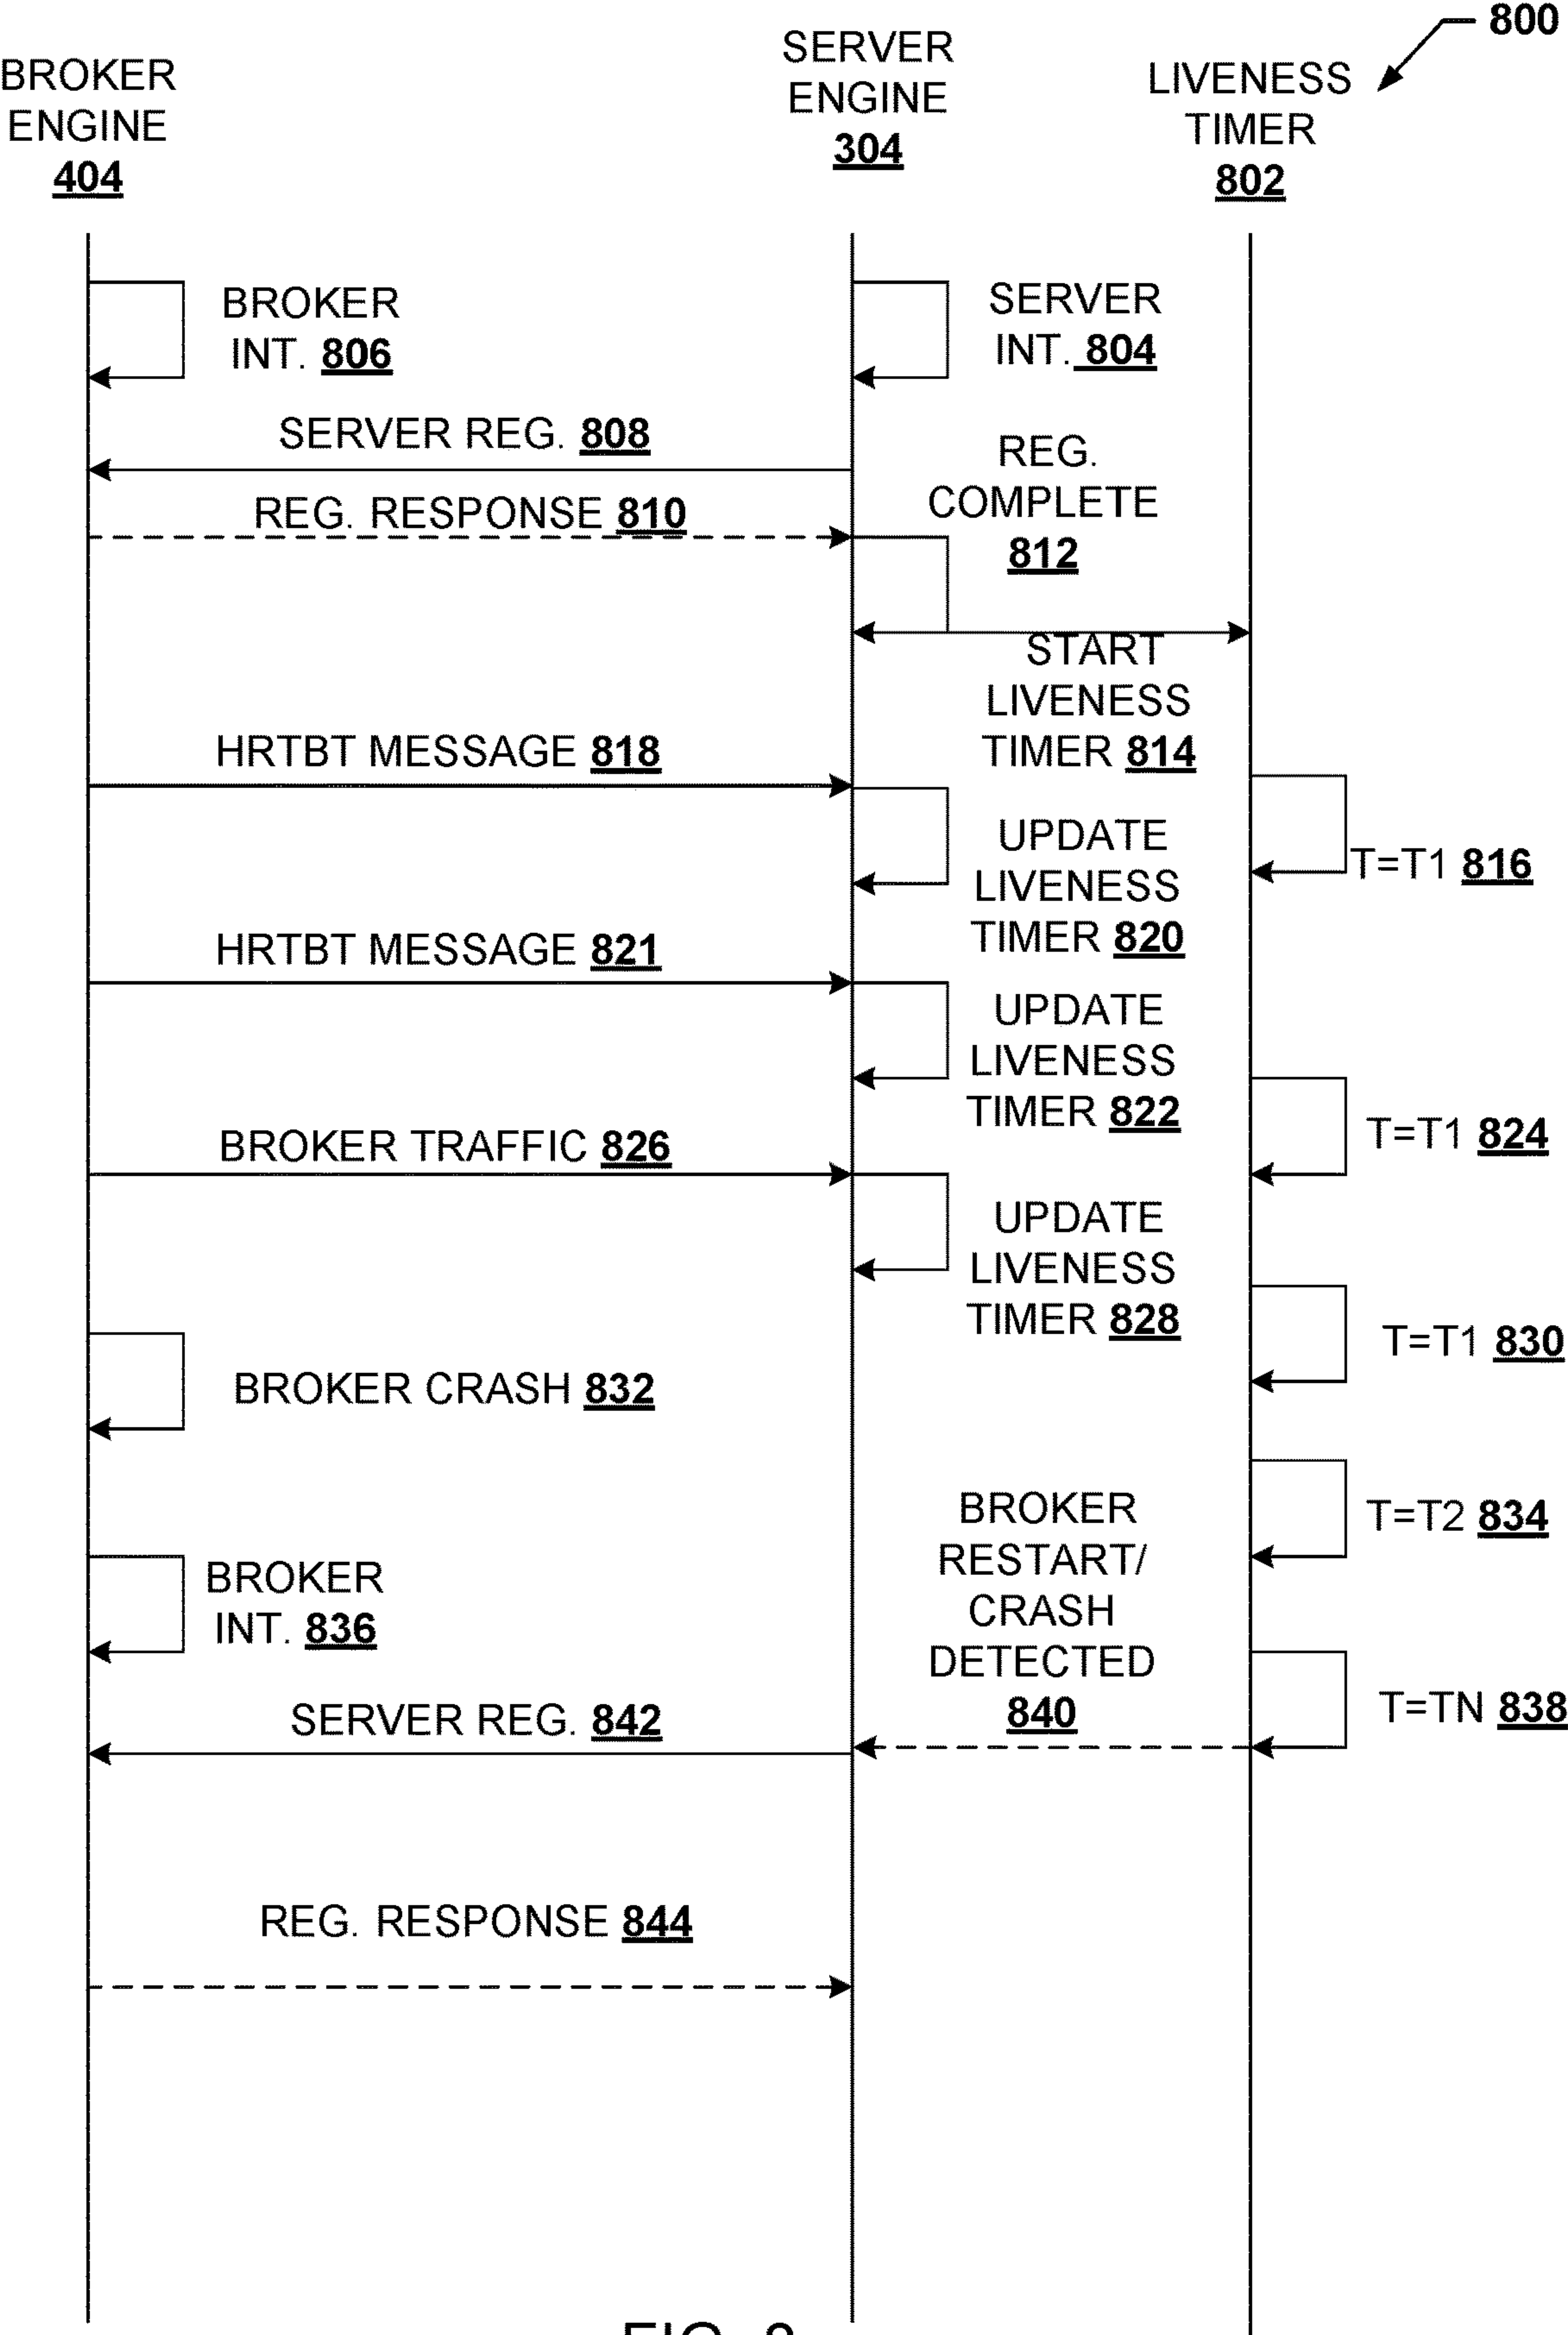 800
BROKER
ENGINE
404
SERVER
ENGINE
304
LIVENESS
TIMER
802
BROKER
INT. 806
SERVER
INT. 804
SERVER REG. 808
REG. RESPONSE 810
REG.
COMPLETE
812
START
LIVENESS
TIMER 814
HRTBT MESSAGE 818
T=T1 816
UPDATE
LIVENESS
TIMER 820
HRTBT MESSAGE 821
UPDATE
LIVENESS
TIMER 822
T=T1 824
BROKER TRAFFIC 826
UPDATE
LIVENESS
TIMER 828
T=T1 830
BROKER CRASH 832
T=T2 834
BROKER
INT. 836
BROKER
RESTART/
CRASH
DETECTED
840
T=TN 838
SERVER REG. 842
REG. RESPONSE 844